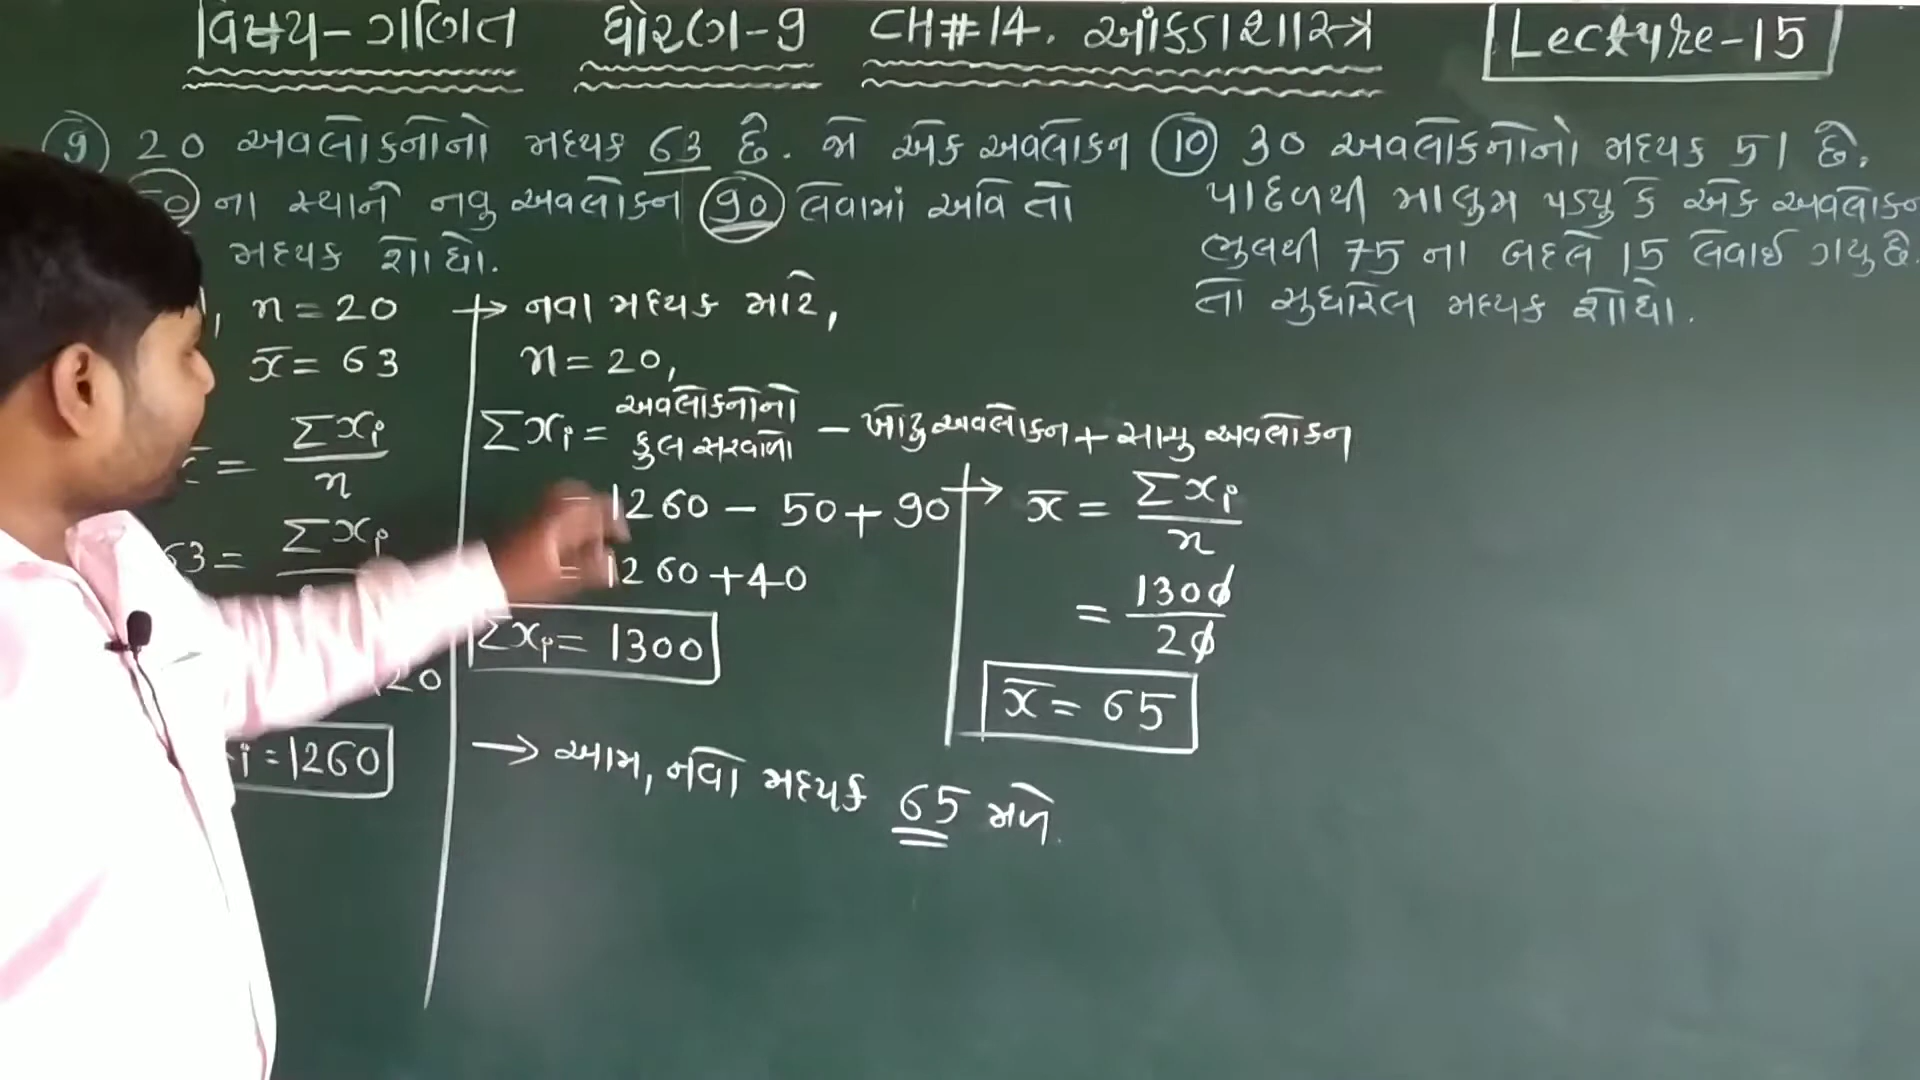 વિષય-ગણિત ધોરણ-9 CH#14. આંકડાશાસ્ત્ર Lecture-15
9) 20 અવલોકનોનો મધ્યક 63 છે. જો એક અવલોકન
ના સ્થાને નવુ અવલોકન 90 લેવામાં આવે તો
મધ્યક શોધો.
n = 20
x̄ = 63
= Σxi / n
63 = Σxi
20
i = 1260
→ નવા મધ્યક માટે,
n = 20,
Σxi = અવલોકનોનો કુલ સરવાળો – ખોટુ અવલોકન + સાચુ અવલોકન
= 1260 – 50 + 90
= 1260 + 40
Σxi = 1300
→ x̄ = Σxi / n
= 1300 / 20
x̄ = 65
→ આમ, નવો મધ્યક 65 મળે.
10) 30 અવલોકનોનો મધ્યક 51 છે.
પાછળથી માલુમ પડ્યુ કે એક અવલોકન
ભુલથી 75 ના બદલે 15 લેવાઈ ગયુ છે.
તો સુધારેલ મધ્યક શોધો.